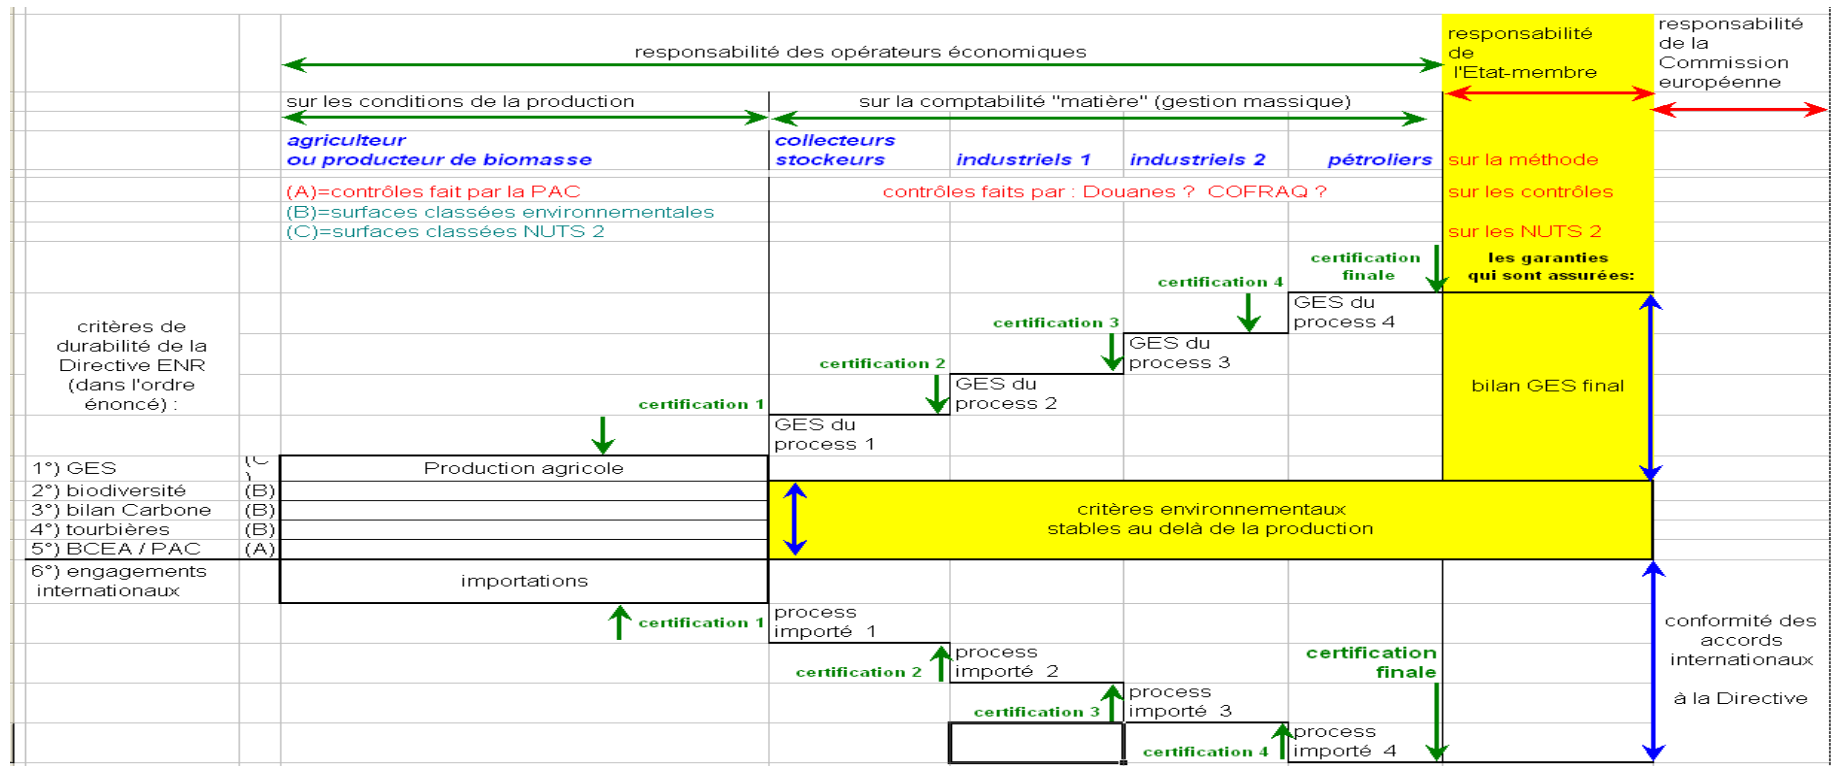 responsabilité des opérateurs économiques
responsabilité
de
l'Etat-membre
responsabilité
de la
Commission
européenne
sur les conditions de la production
sur la comptabilité "matière" (gestion massique)
agriculteur
ou producteur de biomasse
collecteurs
stockeurs
industriels 1
industriels 2
pétroliers
sur la méthode
(A)=contrôles fait par la PAC
contrôles faits par : Douanes ? COFRAQ ?
sur les contrôles
(B)=surfaces classées environnementales
(C)=surfaces classées NUTS 2
sur les NUTS 2
certification
finale
les garanties
qui sont assurées:
certification 4
GES du
process 4
critères de
durabilité de la
Directive ENR
(dans l'ordre
énoncé) :
certification 3
GES du
process 3
certification 2
GES du
process 2
bilan GES final
certification 1
GES du
process 1
1°) GES
(C
)
Production agricole
2°) biodiversité
(B)
3°) bilan Carbone
(B)
4°) tourbières
(B)
5°) BCEA / PAC
(A)
critères environnementaux
stables au delà de la production
6°) engagements
internationaux
importations
certification 1
process
importé 1
certification 2
process
importé 2
certification
finale
certification 3
process
importé 3
certification 4
process
importé 4
conformité des
accords
internationaux
à la Directive